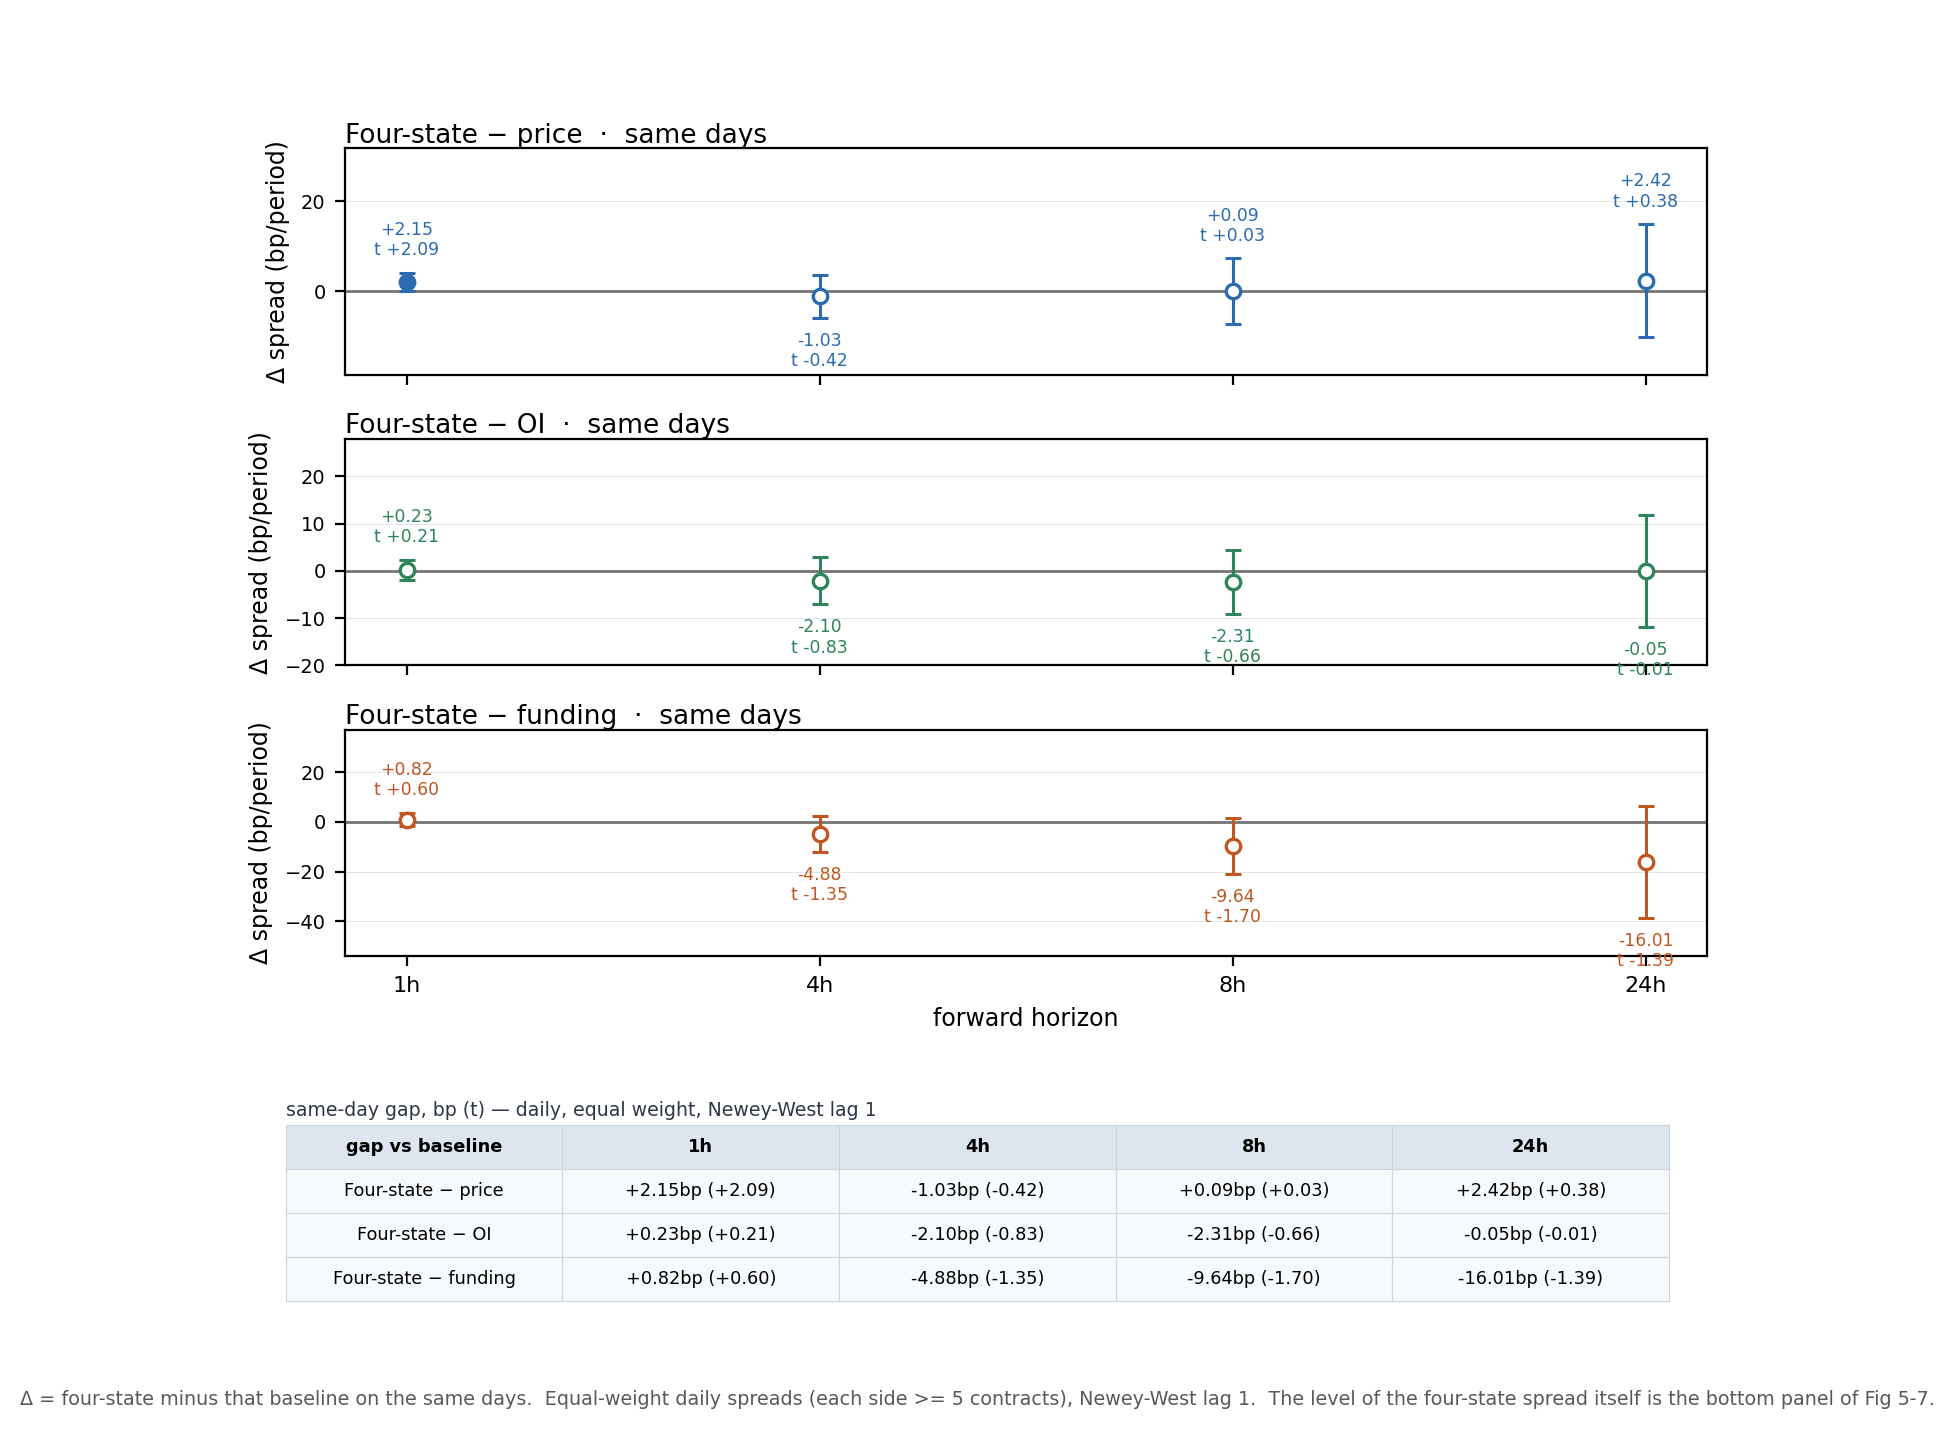 Four-state − price · same days
Δ spread (bp/period)
20
0
+2.15
t +2.09
-1.03
t -0.42
+0.09
t +0.03
+2.42
t +0.38
Four-state − OI · same days
Δ spread (bp/period)
20
10
0
−10
−20
+0.23
t +0.21
-2.10
t -0.83
-2.31
t -0.66
-0.05
t -0.01
Four-state − funding · same days
Δ spread (bp/period)
20
0
−20
−40
+0.82
t +0.60
-4.88
t -1.35
-9.64
t -1.70
-16.01
t -1.39
1h 4h 8h 24h
forward horizon
same-day gap, bp (t) — daily, equal weight, Newey-West lag 1
gap vs baseline 1h 4h 8h 24h
Four-state − price +2.15bp (+2.09) -1.03bp (-0.42) +0.09bp (+0.03) +2.42bp (+0.38)
Four-state − OI +0.23bp (+0.21) -2.10bp (-0.83) -2.31bp (-0.66) -0.05bp (-0.01)
Four-state − funding +0.82bp (+0.60) -4.88bp (-1.35) -9.64bp (-1.70) -16.01bp (-1.39)
Δ = four-state minus that baseline on the same days. Equal-weight daily spreads (each side >= 5 contracts), Newey-West lag 1. The level of the four-state spread itself is the bottom panel of Fig 5-7.